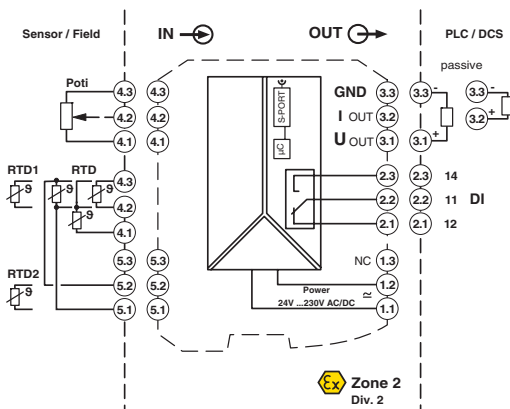 Sensor / Field IN OUT PLC / DCS
passive
Poti
4.3 4.3 GND 3.3 3.3 - 3.3 -
4.2 4.2 I OUT 3.2 3.2 +
4.1 4.1 U OUT 3.1 3.1 +
S-PORT
µC
RTD1 RTD
ϑ ϑ ϑ ϑ
4.3 2.3 2.3 14
4.2 2.2 2.2 11 DI
4.1 2.1 2.1 12
5.3 5.3 NC 1.3
RTD2
ϑ
5.2 5.2 Power ≃ 1.2
5.1 5.1 24V ...230V AC/DC 1.1
Ex Zone 2
Div. 2